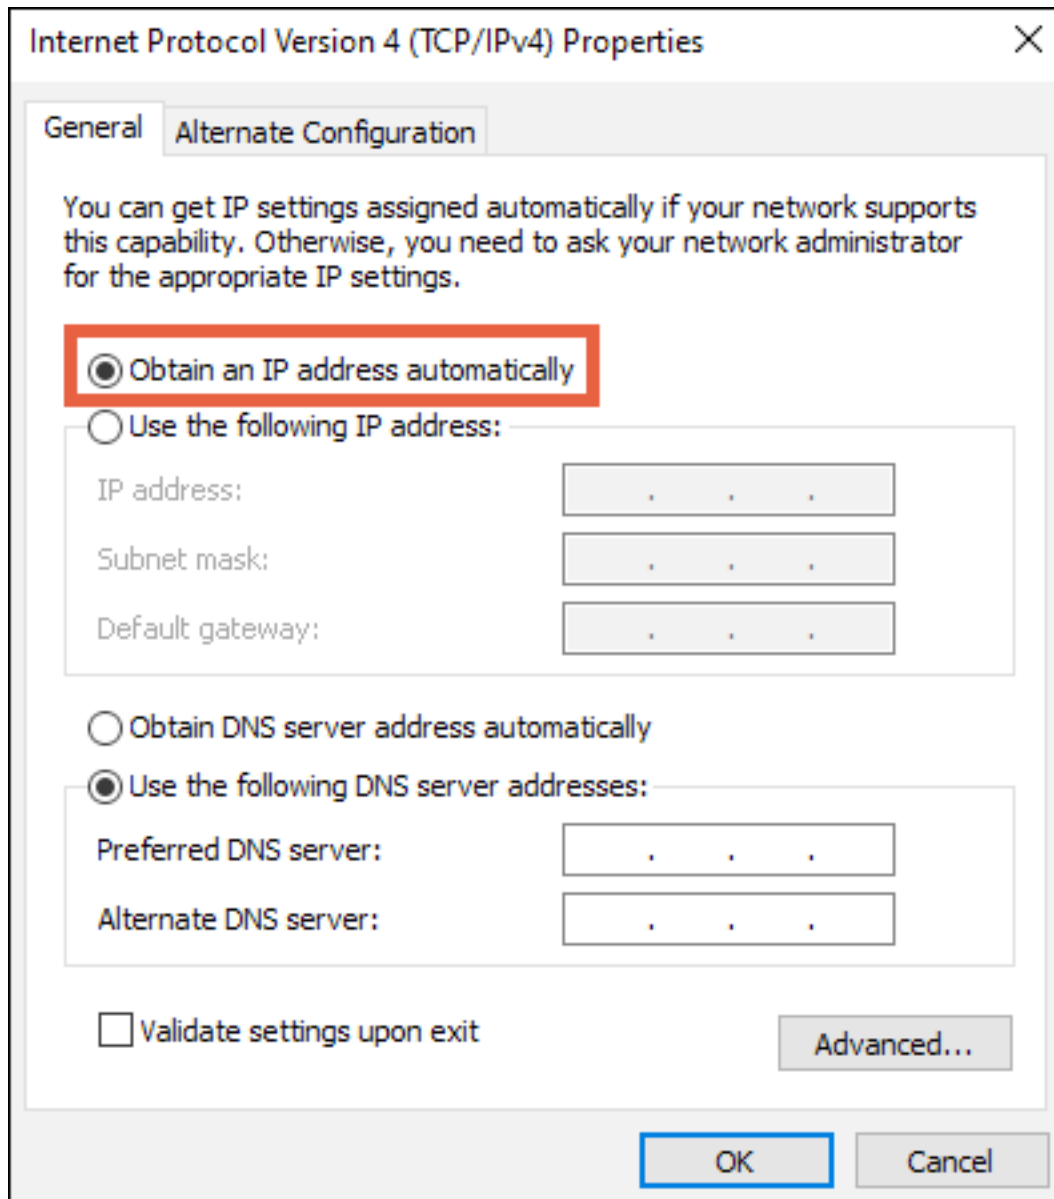 Internet Protocol Version 4 (TCP/IPv4) Properties
General
Alternate Configuration
You can get IP settings assigned automatically if your network supports
this capability. Otherwise, you need to ask your network administrator
for the appropriate IP settings.
Obtain an IP address automatically
Use the following IP address:
IP address:
. . .
Subnet mask:
. . .
Default gateway:
. . .
Obtain DNS server address automatically
Use the following DNS server addresses:
Preferred DNS server:
. . .
Alternate DNS server:
. . .
Validate settings upon exit
Advanced...
OK
Cancel